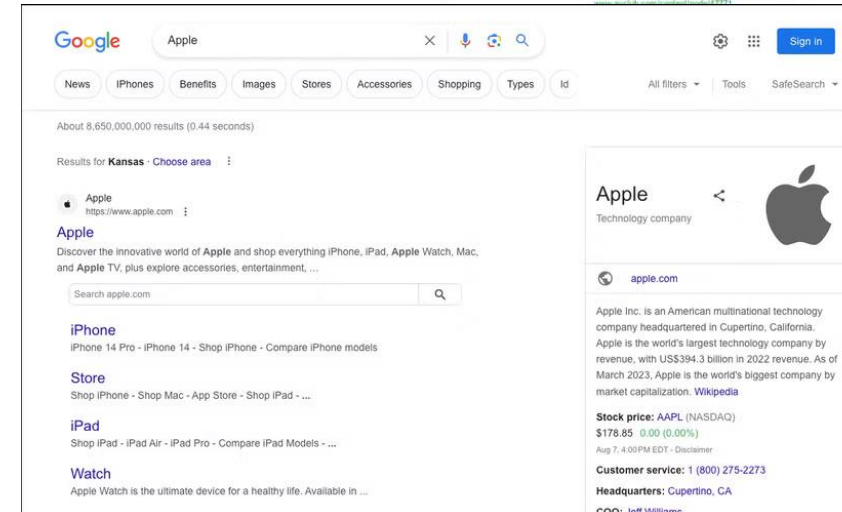 Google
Apple
Sign in
News
IPhones
Benefits
Images
Stores
Accessories
Shopping
Types
Id
All filters
Tools
SafeSearch
About 8,650,000,000 results (0.44 seconds)
Results for Kansas · Choose area
Apple
https://www.apple.com
Apple
Discover the innovative world of Apple and shop everything iPhone, iPad, Apple Watch, Mac,
and Apple TV, plus explore accessories, entertainment, ...
Search apple.com
iPhone
iPhone 14 Pro - iPhone 14 - Shop iPhone - Compare iPhone models
Store
Shop iPhone - Shop Mac - App Store - Shop iPad - ...
iPad
Shop iPad - iPad Air - iPad Pro - Compare iPad Models - ...
Watch
Apple Watch is the ultimate device for a healthy life. Available in ...
Apple
Technology company
apple.com
Apple Inc. is an American multinational technology
company headquartered in Cupertino, California.
Apple is the world's largest technology company by
revenue, with US$394.3 billion in 2022 revenue. As of
March 2023, Apple is the world's biggest company by
market capitalization. Wikipedia
Stock price: AAPL (NASDAQ)
$178.85 0.00 (0.00%)
Aug 7, 4:00 PM EDT - Disclaimer
Customer service: 1 (800) 275-2273
Headquarters: Cupertino, CA
COO: Jeff Williams